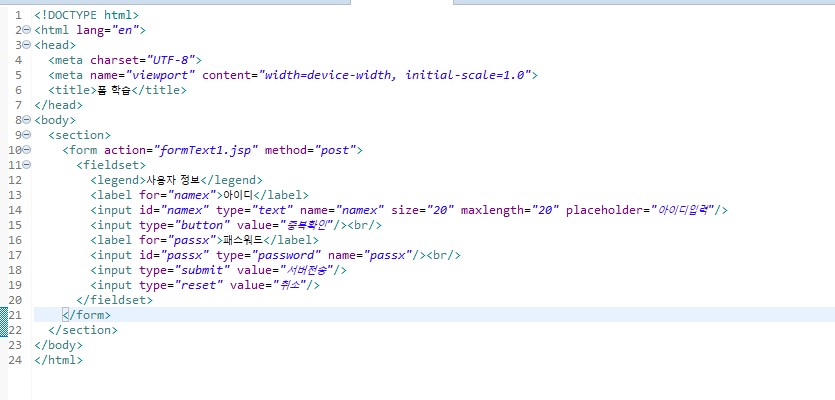 1 <!DOCTYPE html>
2 <html lang="en">
3 <head>
4 <meta charset="UTF-8">
5 <meta name="viewport" content="width=device-width, initial-scale=1.0">
6 <title>폼 학습</title>
7 </head>
8 <body>
9 <section>
10 <form action="formText1.jsp" method="post">
11 <fieldset>
12 <legend>사용자 정보</legend>
13 <label for="namex">아이디</label>
14 <input id="namex" type="text" name="namex" size="20" maxlength="20" placeholder="아이디입력"/>
15 <input type="button" value="중복확인"/><br/>
16 <label for="passx">패스워드</label>
17 <input id="passx" type="password" name="passx"/><br/>
18 <input type="submit" value="서버전송"/>
19 <input type="reset" value="취소"/>
20 </fieldset>
21 </form>
22 </section>
23 </body>
24 </html>